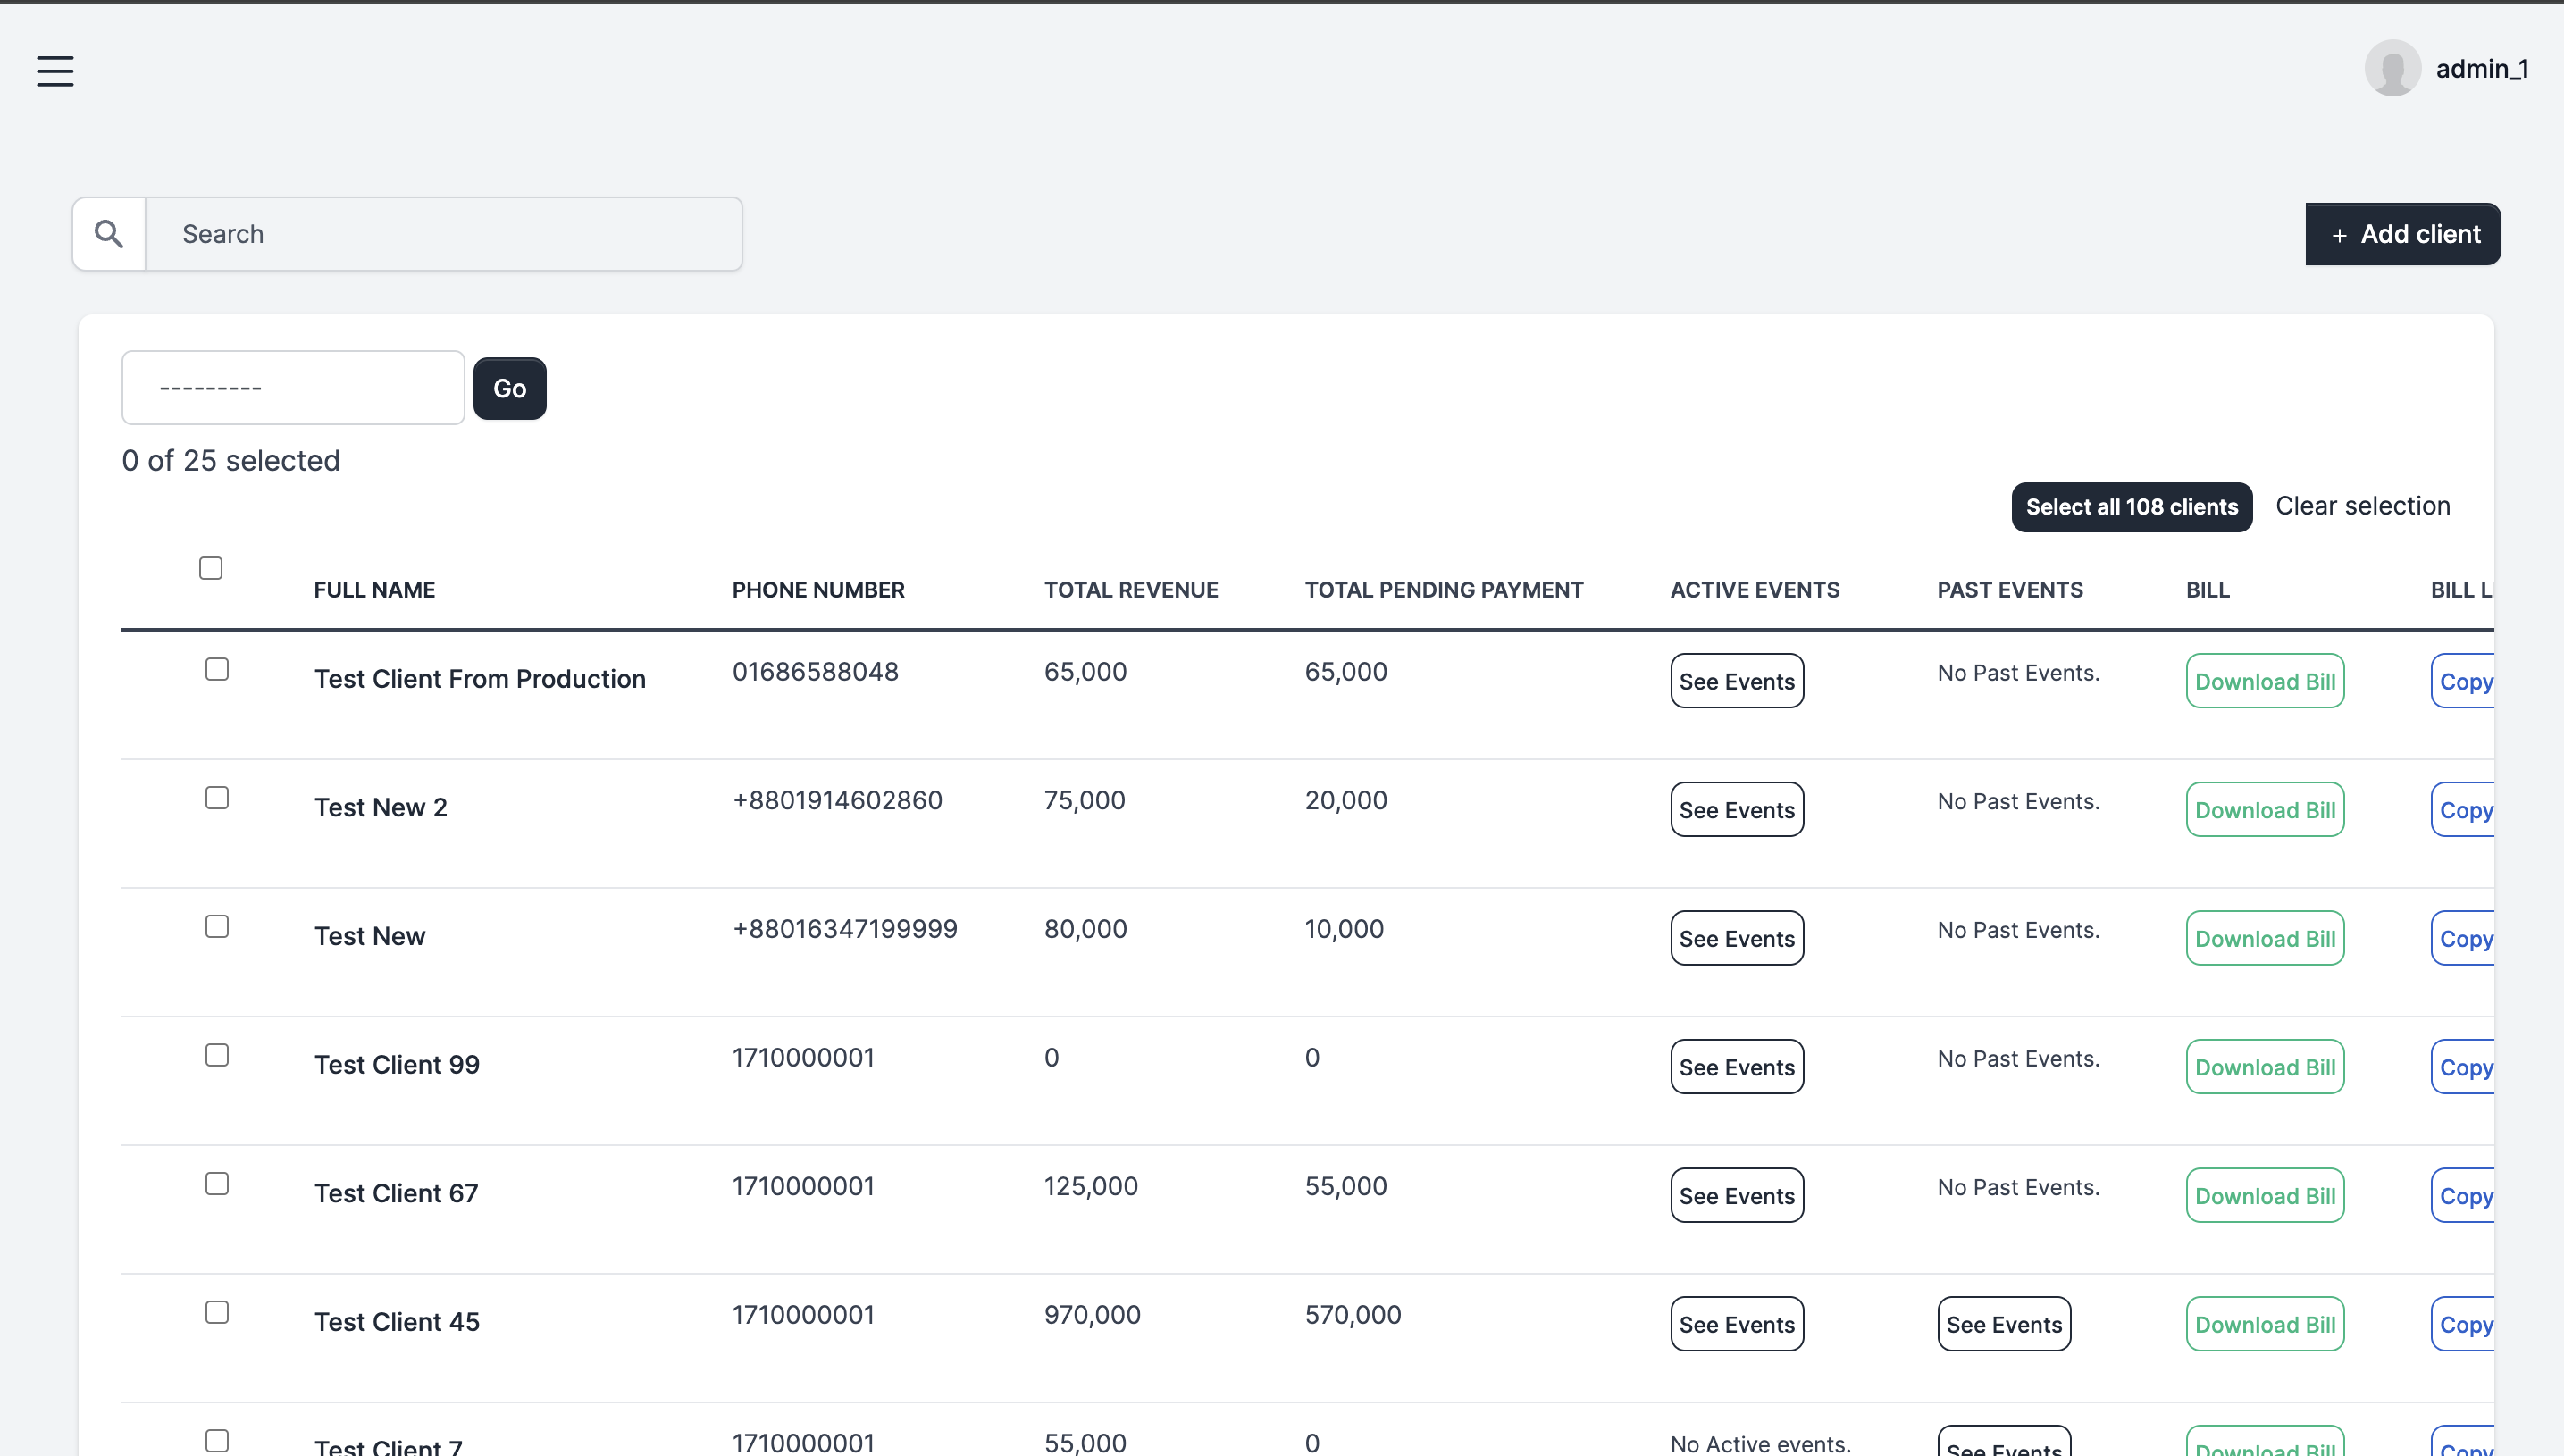 admin_1
Search
+ Add client
---------
Go
0 of 25 selected
Select all 108 clients Clear selection
FULL NAME PHONE NUMBER TOTAL REVENUE TOTAL PENDING PAYMENT ACTIVE EVENTS PAST EVENTS BILL BILL L
Test Client From Production 01686588048 65,000 65,000 See Events No Past Events. Download Bill Copy
Test New 2 +8801914602860 75,000 20,000 See Events No Past Events. Download Bill Copy
Test New +88016347199999 80,000 10,000 See Events No Past Events. Download Bill Copy
Test Client 99 1710000001 0 0 See Events No Past Events. Download Bill Copy
Test Client 67 1710000001 125,000 55,000 See Events No Past Events. Download Bill Copy
Test Client 45 1710000001 970,000 570,000 See Events See Events Download Bill Copy
Test Client 7 1710000001 55,000 0 No Active events. See Events Download Bill Copy